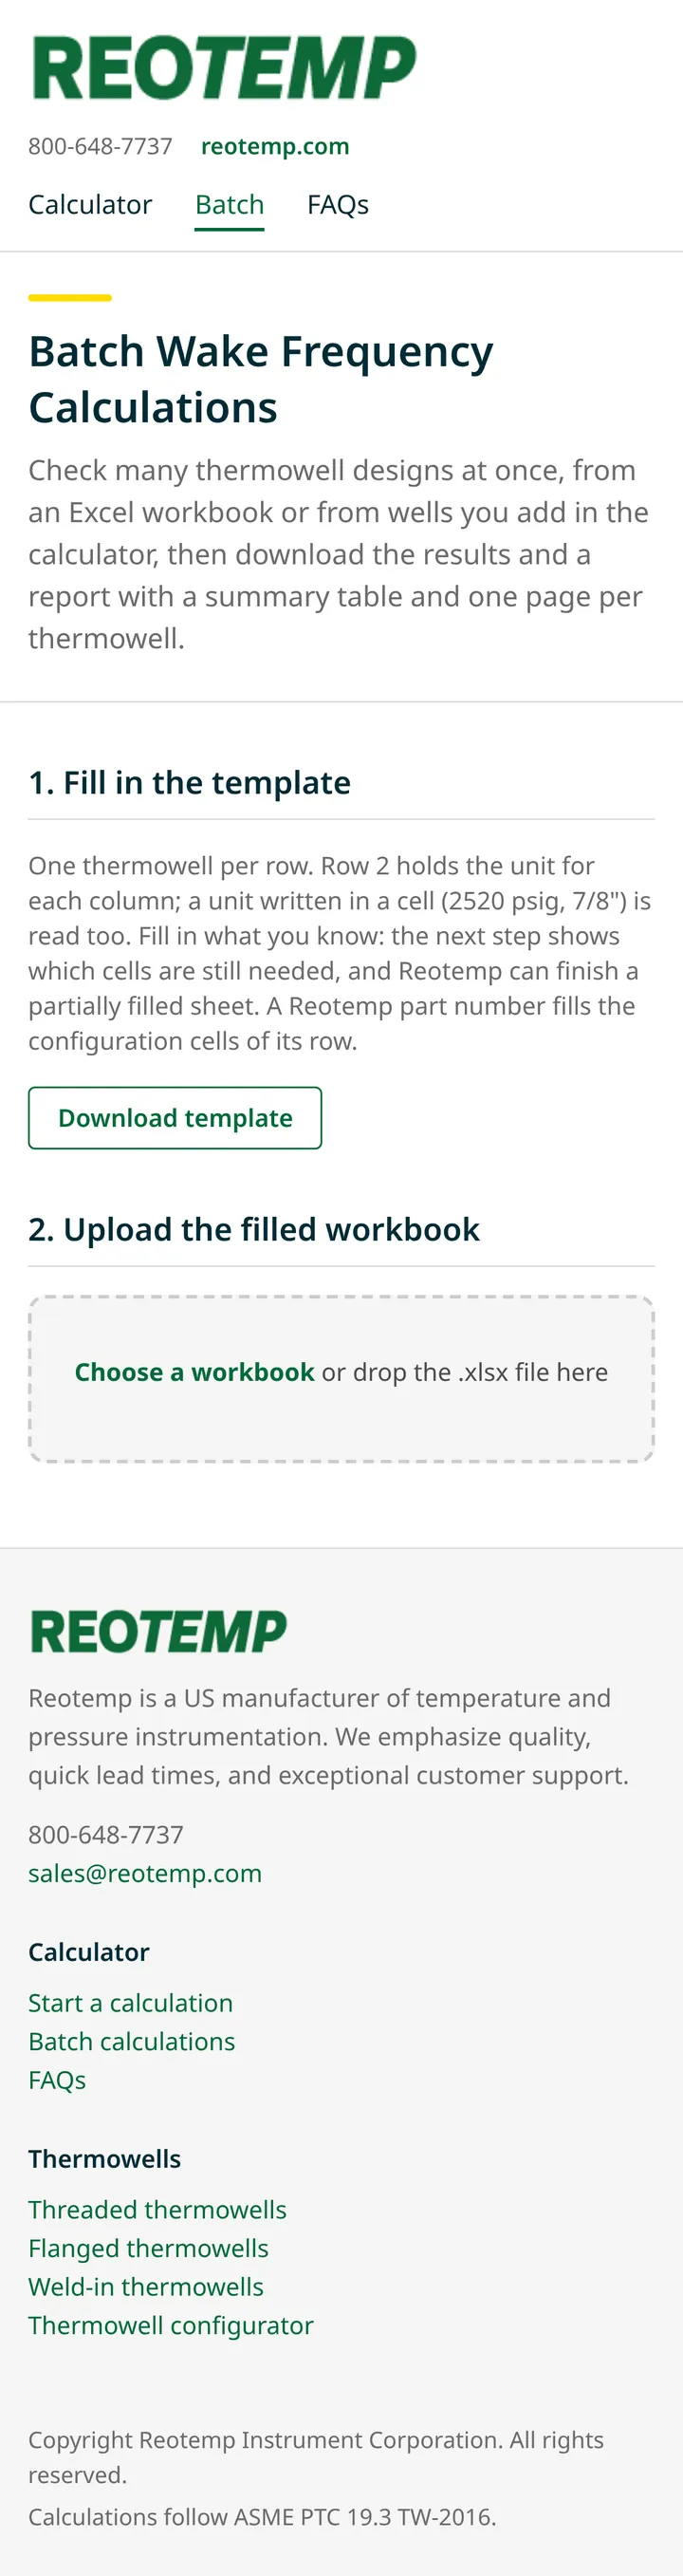 REOTEMP
800-648-7737 reotemp.com
Calculator Batch FAQs
Batch Wake Frequency
Calculations
Check many thermowell designs at once, from
an Excel workbook or from wells you add in the
calculator, then download the results and a
report with a summary table and one page per
thermowell.
1. Fill in the template
One thermowell per row. Row 2 holds the unit for
each column; a unit written in a cell (2520 psig, 7/8") is
read too. Fill in what you know: the next step shows
which cells are still needed, and Reotemp can finish a
partially filled sheet. A Reotemp part number fills the
configuration cells of its row.
Download template
2. Upload the filled workbook
Choose a workbook or drop the .xlsx file here
REOTEMP
Reotemp is a US manufacturer of temperature and
pressure instrumentation. We emphasize quality,
quick lead times, and exceptional customer support.
800-648-7737
sales@reotemp.com
Calculator
Start a calculation
Batch calculations
FAQs
Thermowells
Threaded thermowells
Flanged thermowells
Weld-in thermowells
Thermowell configurator
Copyright Reotemp Instrument Corporation. All rights
reserved.
Calculations follow ASME PTC 19.3 TW-2016.